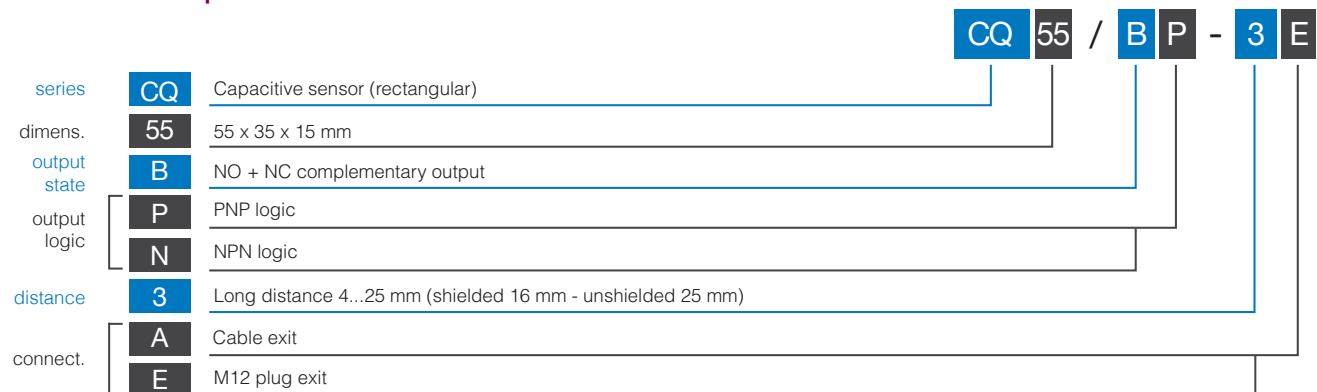 CQ 55 / B P - 3 E
series CQ Capacitive sensor (rectangular)
dimens. 55 55 x 35 x 15 mm
output
state B NO + NC complementary output
output
logic
P PNP logic
N NPN logic
distance 3 Long distance 4...25 mm (shielded 16 mm - unshielded 25 mm)
connect.
A Cable exit
E M12 plug exit